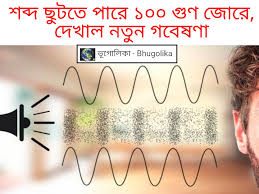 শব্দ ছুটতে পারে ১০০ গুণ জোরে,
দেখাল নতুন গবেষণা
ভূগোলিকা - Bhugolika